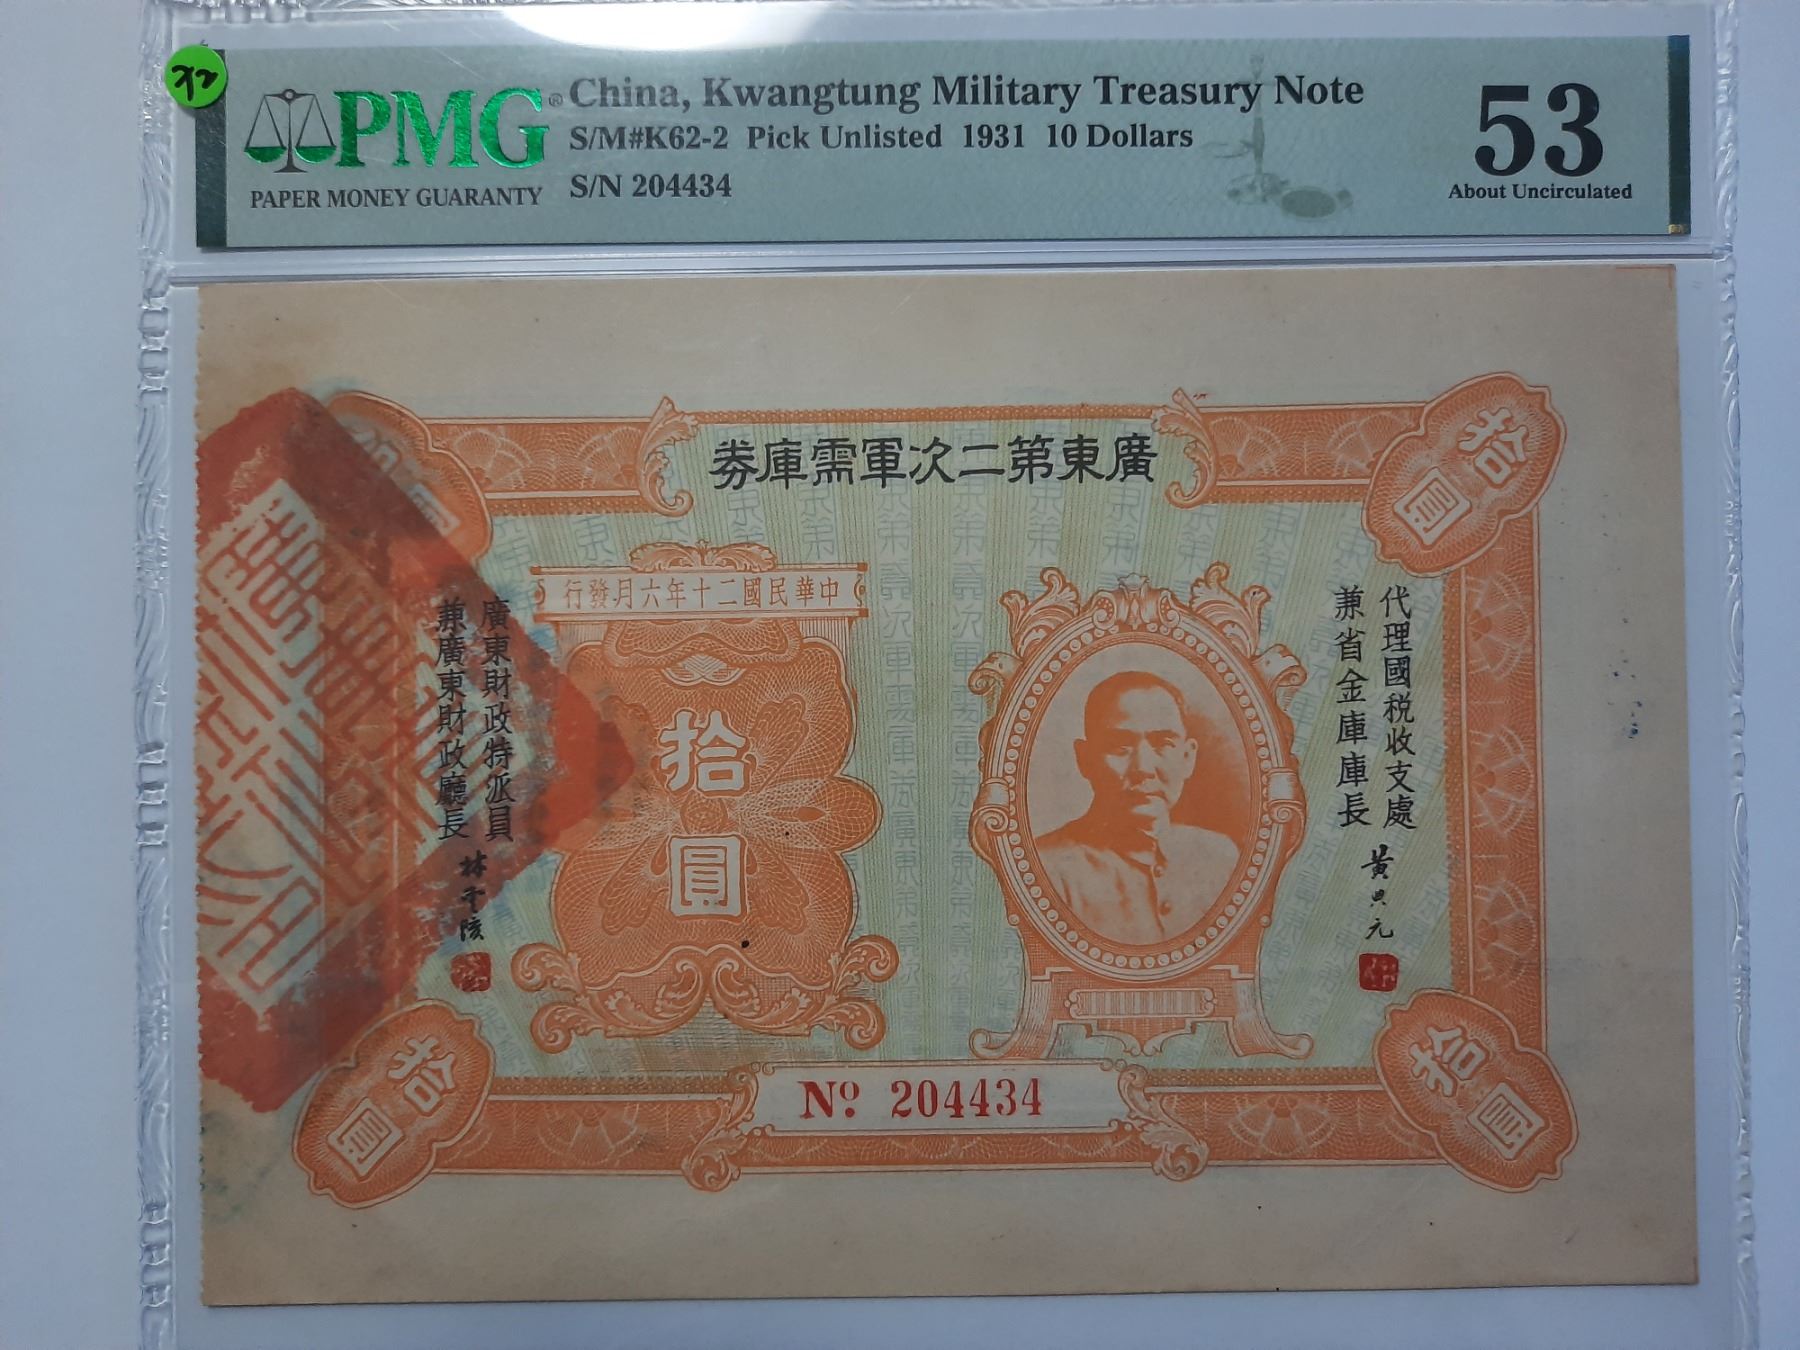 PMG®
PAPER MONEY GUARANTY
China, Kwangtung Military Treasury Note
S/M#K62-2 Pick Unlisted 1931 10 Dollars
S/N 204434
53
About Uncirculated
廣東第二次軍需庫券
中華民國二十年六月發行
拾圓
拾圓
代理國稅收支處
兼省金庫庫長
黃典元
廣東財政特派員
兼廣東財政廳長
拾圓
拾圓
No. 204434